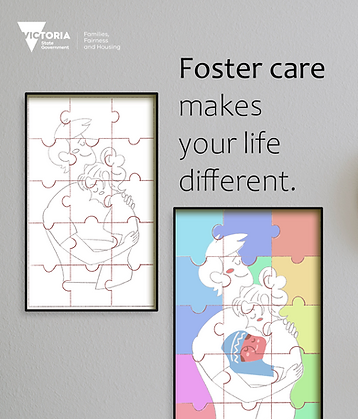 VICTORIA
State
Government
Families,
Fairness
and Housing
Foster care
makes
your life
different.